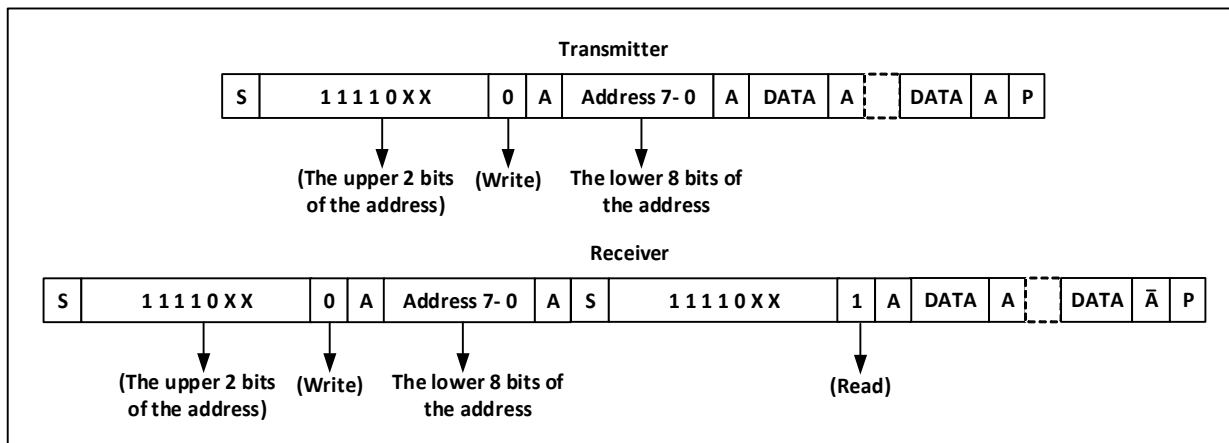 Transmitter
S 1 1 1 1 0 X X 0 A Address 7- 0 A DATA A DATA A P
(The upper 2 bits of the address) (Write) The lower 8 bits of the address
Receiver
S 1 1 1 1 0 X X 0 A Address 7- 0 A S 1 1 1 1 0 X X 1 A DATA A DATA Ā P
(The upper 2 bits of the address) (Write) The lower 8 bits of the address (Read)